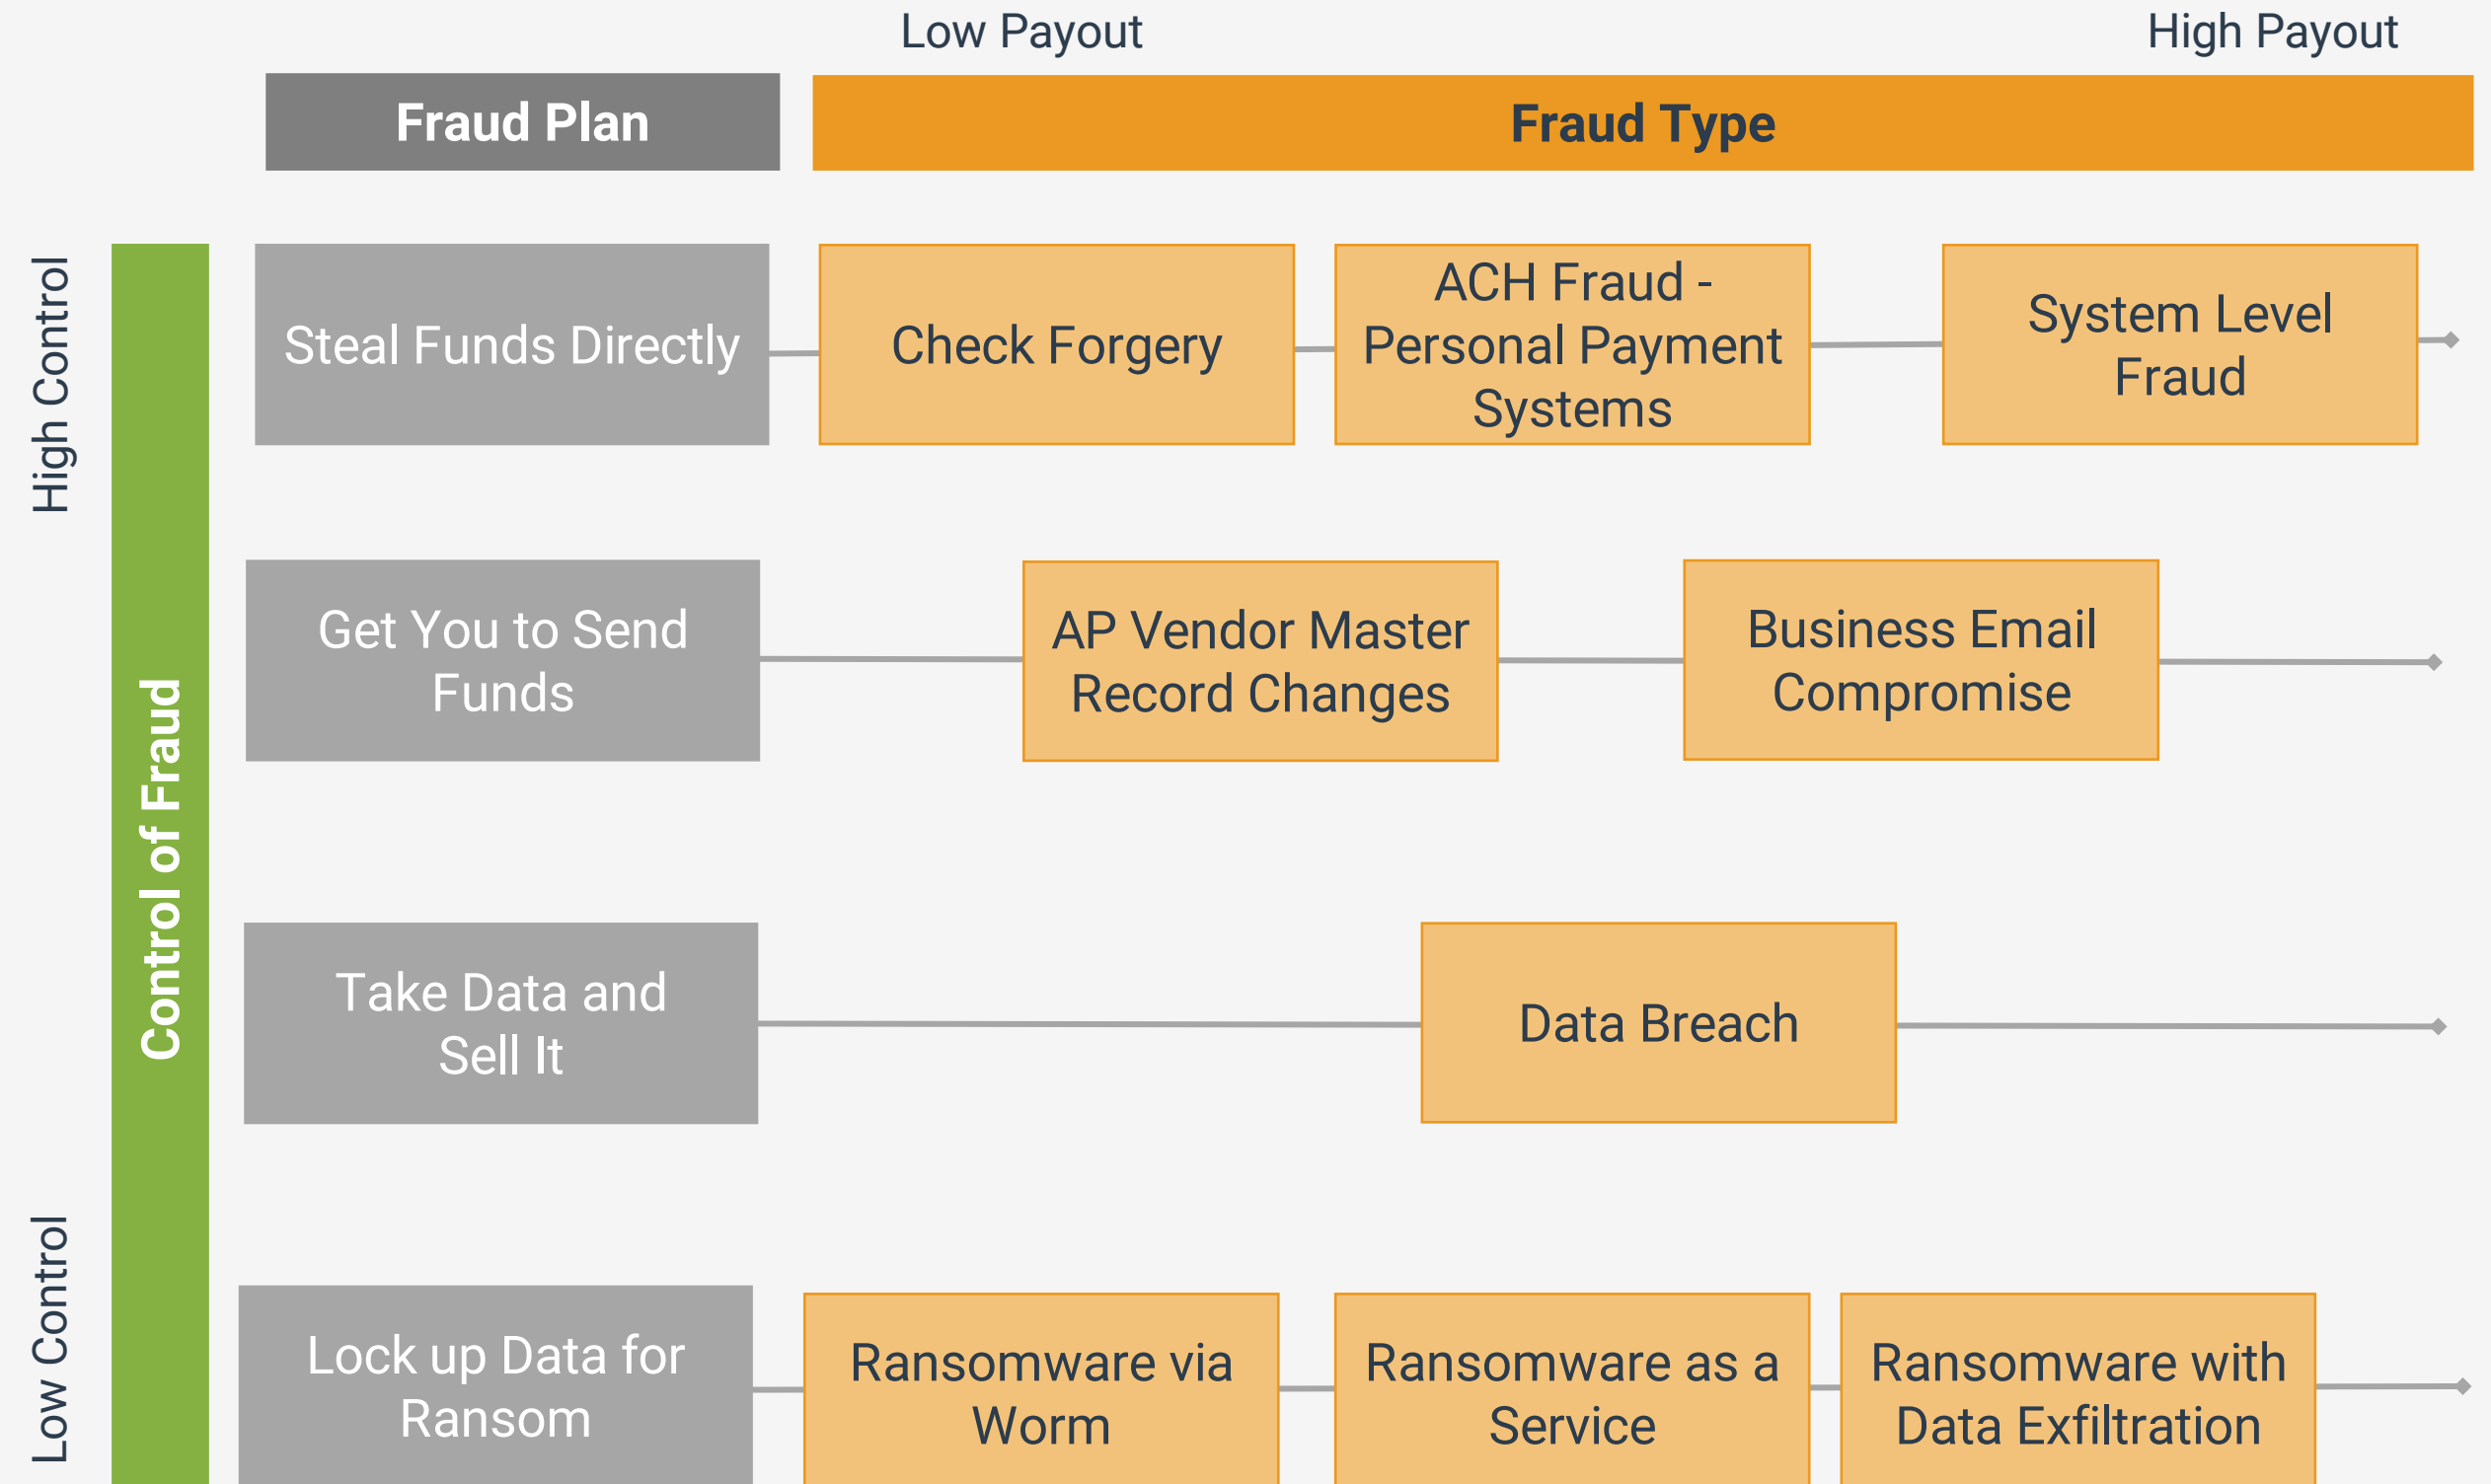 Low Payout
High Payout
Fraud Plan
Fraud Type
High Control
Control of Fraud
Low Control
Steal Funds Directly
Check Forgery
ACH Fraud -
Personal Payment
Systems
System Level
Fraud
Get You to Send
Funds
AP Vendor Master
Record Changes
Business Email
Compromise
Take Data and
Sell It
Data Breach
Lock up Data for
Ransom
Ransomware via
Worm
Ransomware as a
Service
Ransomware with
Data Exfiltration